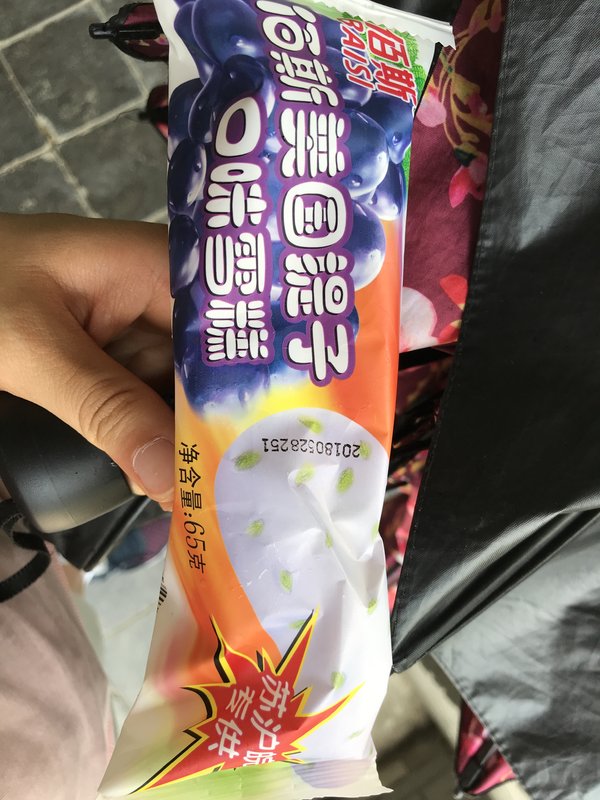 佰斯
RAISI
佰斯美国提子
口味雪糕
20180528251
净含量:65克
苏沪皖
专供